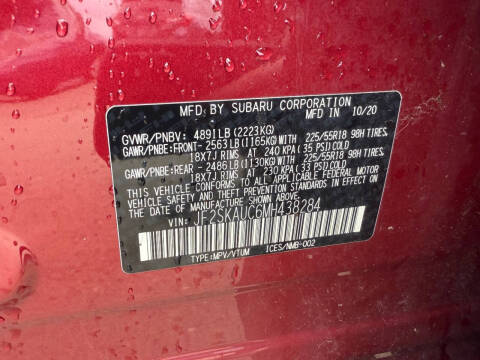 MFD. BY SUBARU CORPORATION
MFD IN 10/20
GVWR/PNBV: 4891LB(2223KG)
GAWR/PNBE:FRONT-2563LB(1165KG)WITH 225/55R18 98H TIRES,
18X7J RIMS AT 240 KPA(35 PSI)COLD
GAWR/PNBE:REAR-2486LB(1130KG)WITH 225/55R18 98H TIRES,
18X7J RIMS AT 230 KPA(33 PSI)COLD
THIS VEHICLE CONFORMS TO ALL APPLICABLE FEDERAL MOTOR
VEHICLE SAFETY, BUMPER, AND THEFT PREVENTION STANDARDS
IN EFFECT ON THE DATE OF MANUFACTURE SHOWN ABOVE.
VIN: JF2SKAUC6MH438284
TYPE:MPV/VTUM ICES/NMB-002